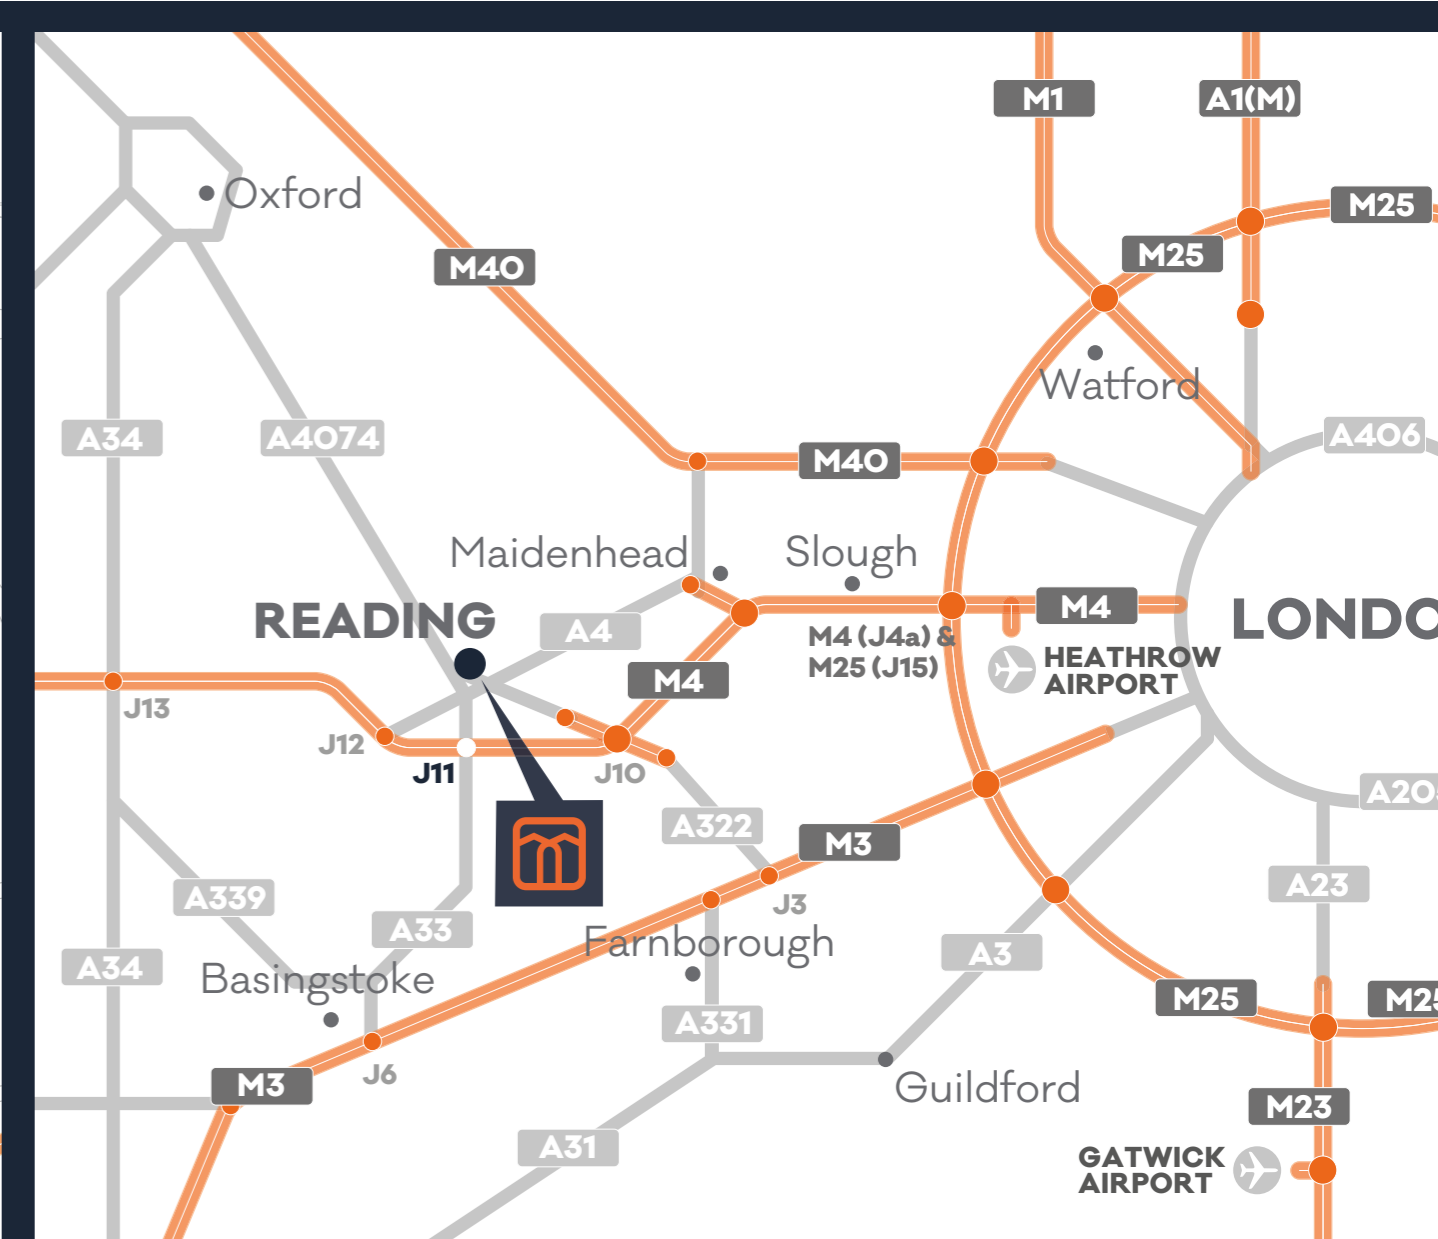 M1
A1(M)
Oxford
M25
M25
M40
Watford
A34
A4074
A406
M40
Maidenhead
Slough
READING
A4
M4
LONDO
M4 (J4a) &
M25 (J15)
HEATHROW
AIRPORT
M4
J13
J12
J11
J10
A20
A322
M3
A339
A33
J3
A23
Farnborough
A34
Basingstoke
A3
M25
M25
A331
J6
M3
Guildford
M23
A31
GATWICK
AIRPORT